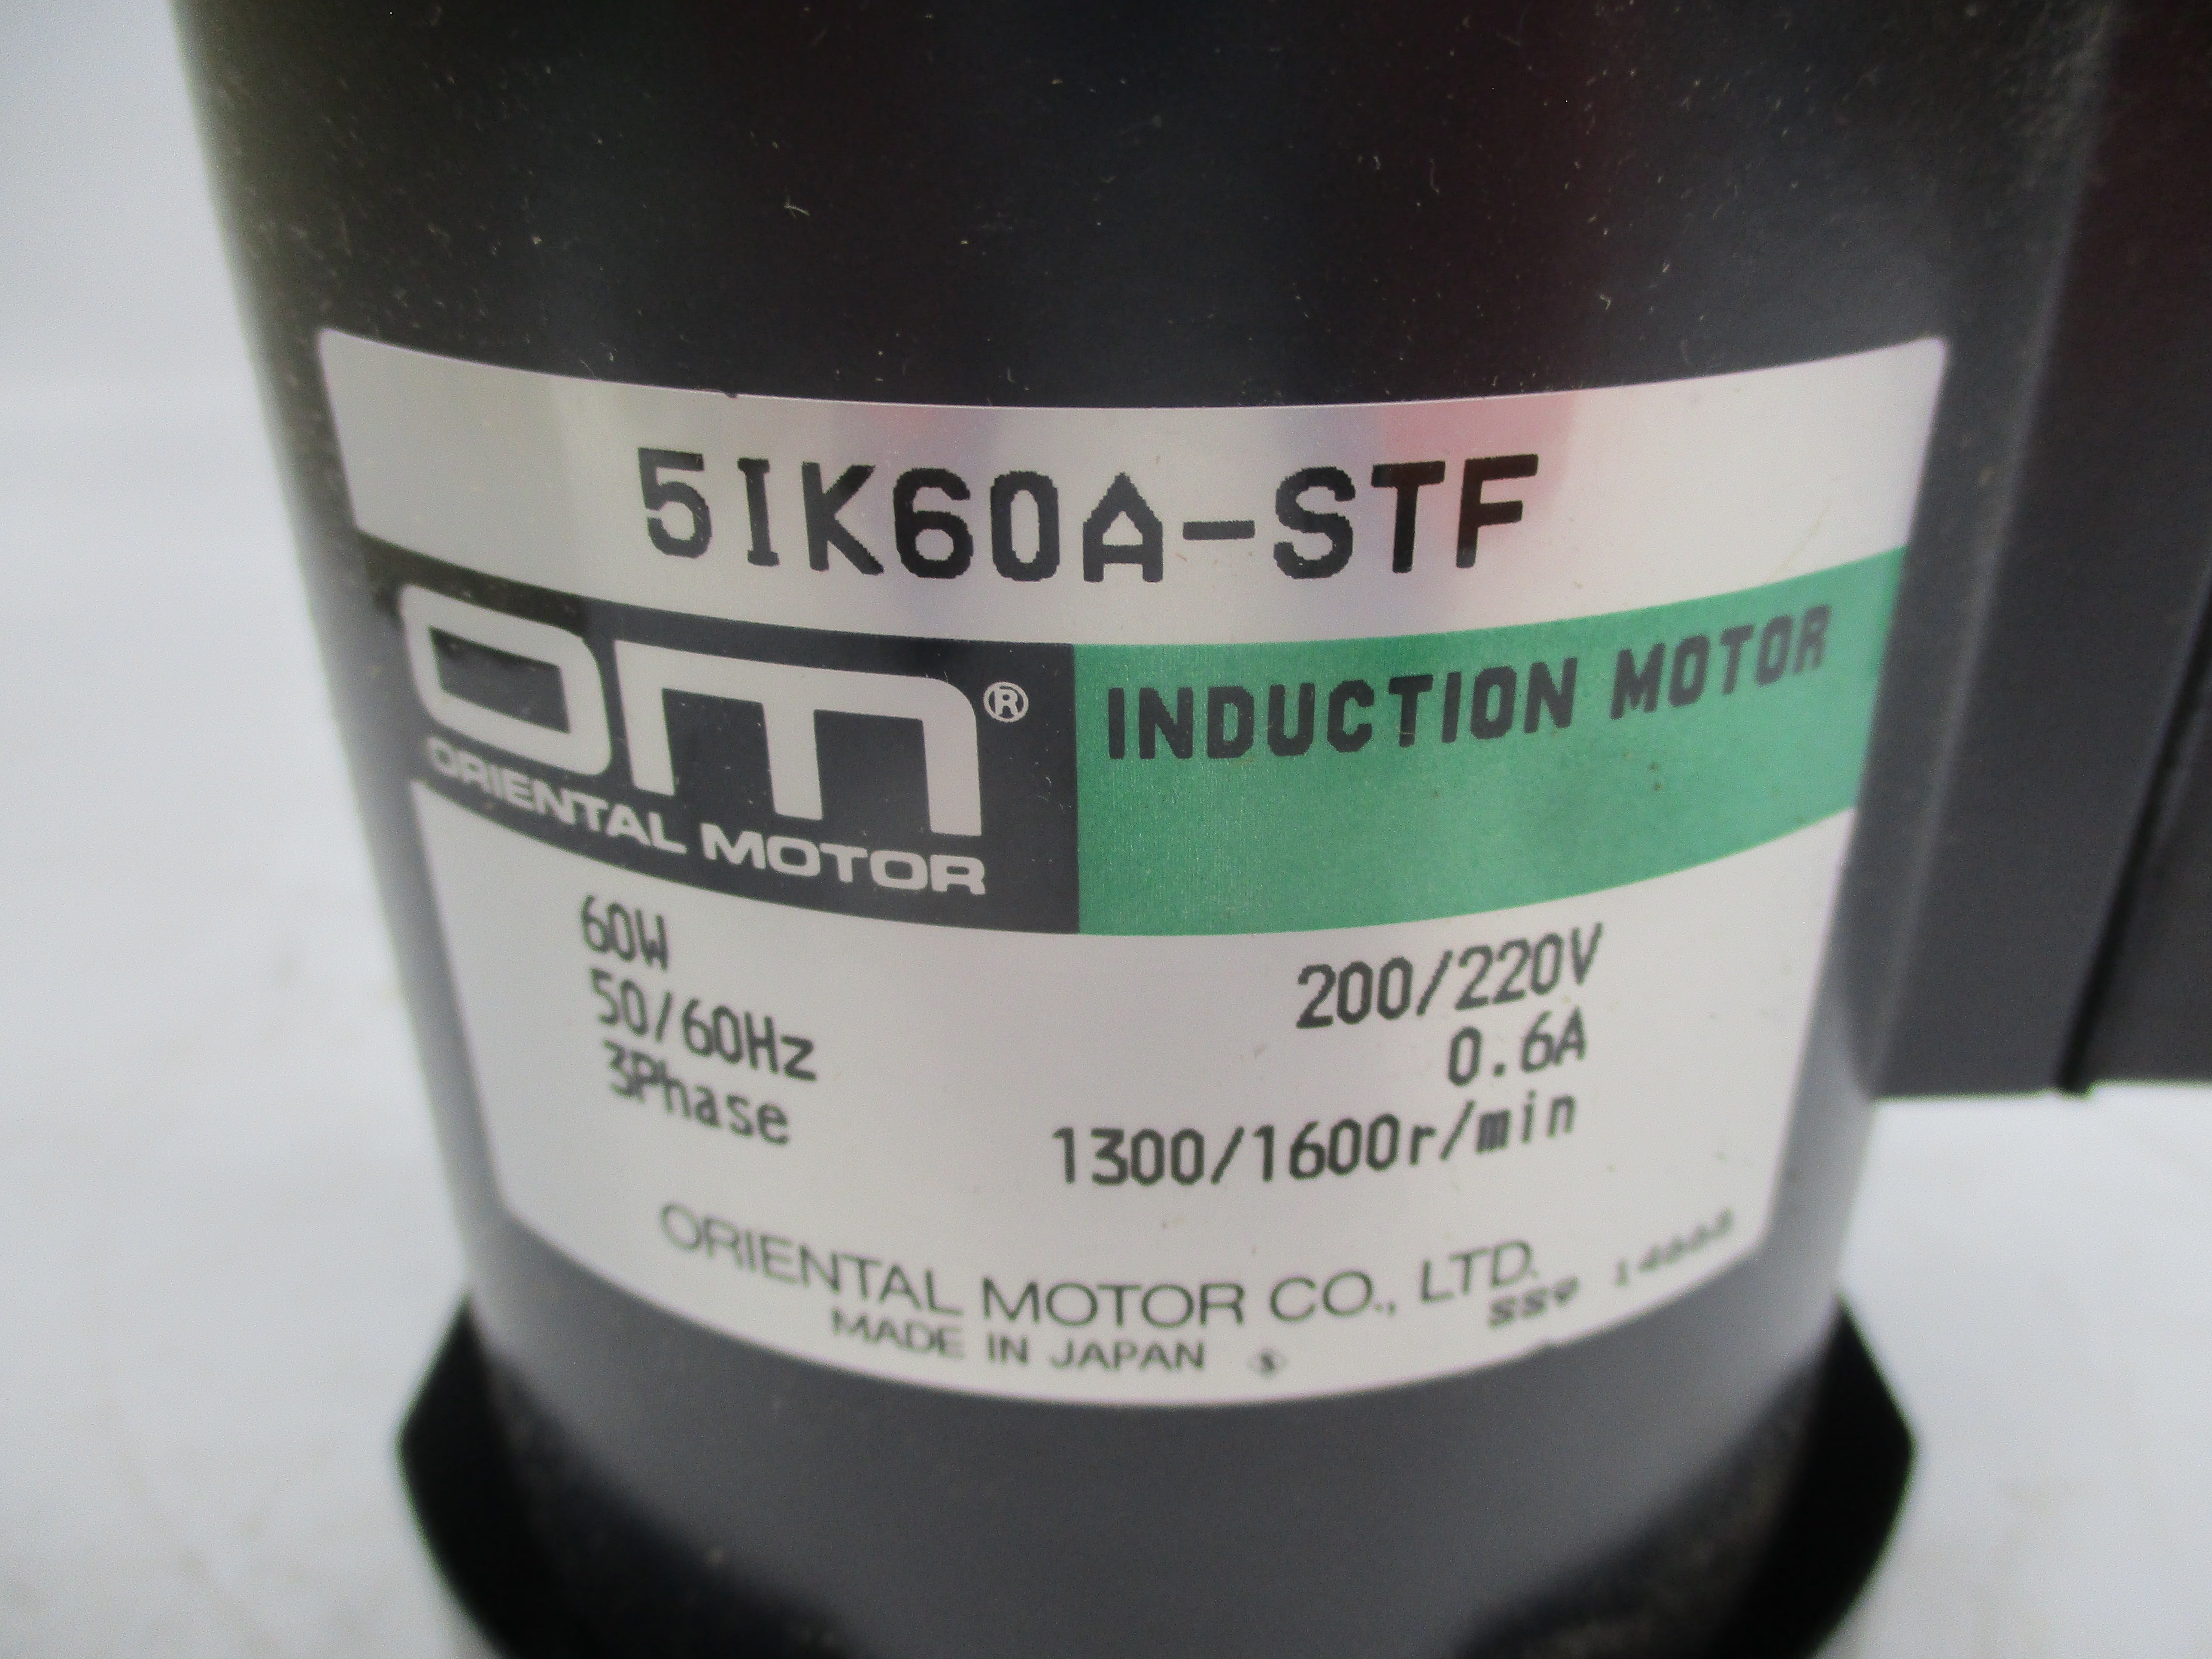 5IK60A-STF
om®
ORIENTAL MOTOR
INDUCTION MOTOR
60W
200/220V
50/60Hz
0.6A
3Phase
1300/1600r/min
ORIENTAL MOTOR CO., LTD.
MADE IN JAPAN
SS9